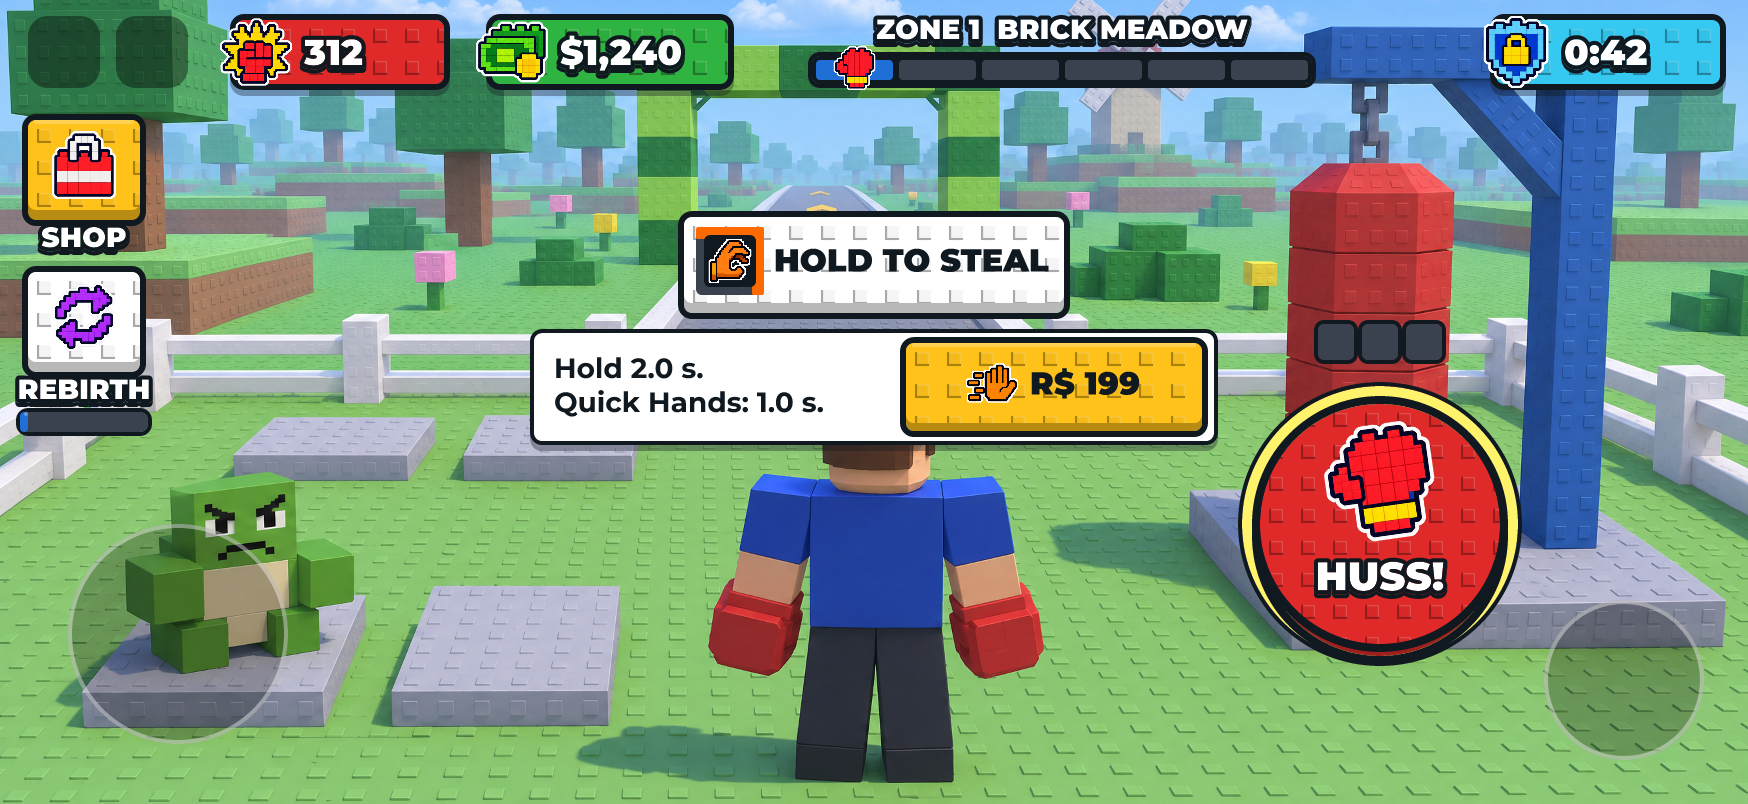 312
$1,240
ZONE 1 BRICK MEADOW
0:42
SHOP
HOLD TO STEAL
REBIRTH
Hold 2.0 s.
Quick Hands: 1.0 s.
R$ 199
HUSS!